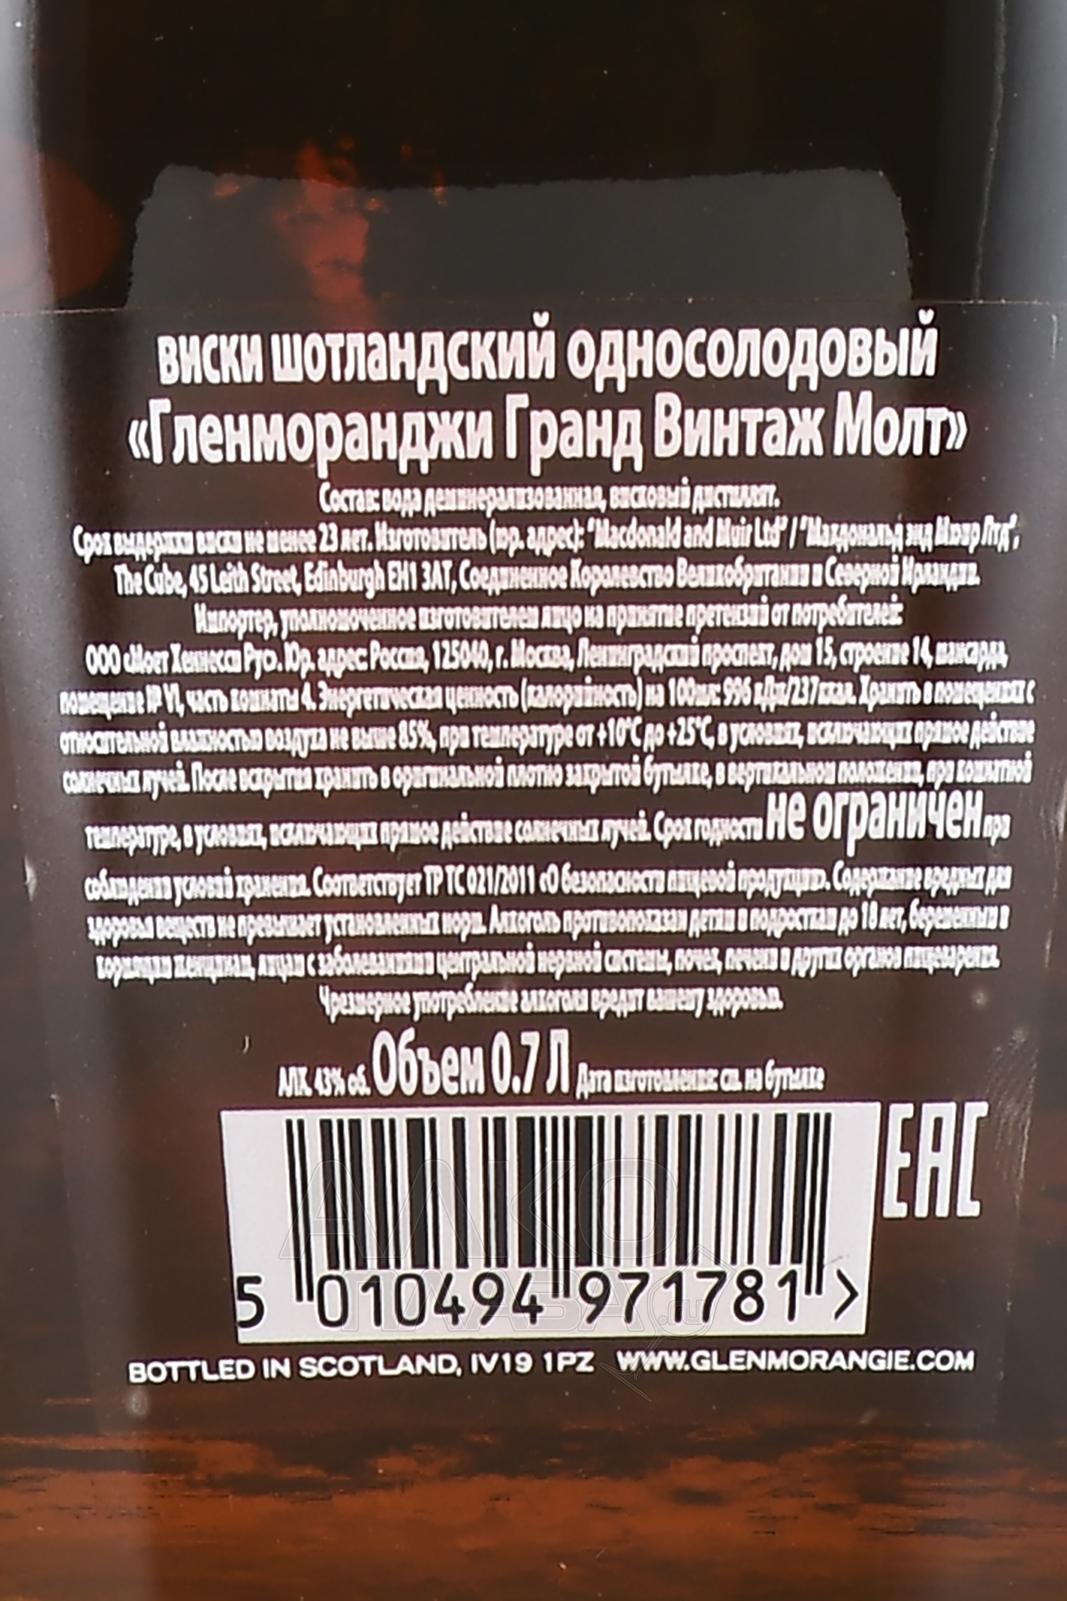 виски шотландский односолодовый
«Гленморанджи Гранд Винтаж Молт»
Состав: вода деминерализованная, висковый дистиллят.
Срок выдержки виски не менее 23 лет. Изготовитель (юр. адрес): "Macdonald and Muir Ltd" / "Макдональд энд Мюир Лтд",
The Cube, 45 Leith Street, Edinburgh EH1 3AT, Соединенное Королевство Великобритании и Северной Ирландии.
Импортер, уполномоченное изготовителем лицо на принятие претензий от потребителей:
ООО «Моет Хеннесси Рус». Юр. адрес: Россия, 125040, г. Москва, Ленинградский проспект, дом 15, строение 14, мансарда,
помещение № VI, часть комнаты 4. Энергетическая ценность (калорийность) на 100мл: 996 кДж/237ккал. Хранить в помещениях с
относительной влажностью воздуха не выше 85%, при температуре от +10°C до +25°C, в условиях, исключающих прямое действие
солнечных лучей. После вскрытия хранить в оригинальной плотно закрытой бутылке, в вертикальном положении, при комнатной
температуре, в условиях, исключающих прямое действие солнечных лучей. Срок годности не ограничен при
соблюдении условий хранения. Соответствует ТР ТС 021/2011 «О безопасности пищевой продукции». Содержание вредных для
здоровья веществ не превышает установленных норм. Алкоголь противопоказан детям и подросткам до 18 лет, беременным и
кормящим женщинам, лицам с заболеваниями центральной нервной системы, почек, печени и других органов пищеварения.
Чрезмерное употребление алкоголя вредит вашему здоровью.
АЛК. 43% об. Объем 0.7 Л Дата изготовления: см. на бутылке
EAC
5 010494 971781 >
BOTTLED IN SCOTLAND, IV19 1PZ WWW.GLENMORANGIE.COM